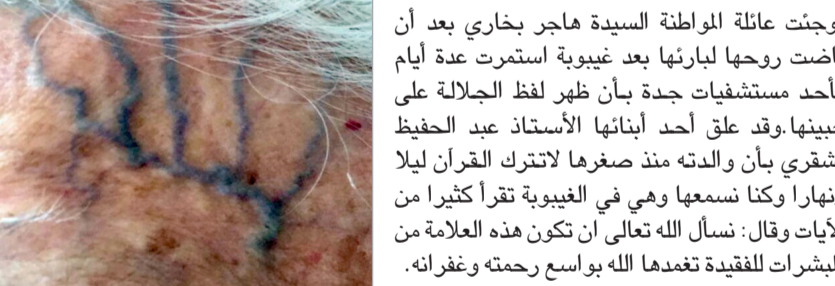 وجئت عائلة المواطنة السيدة هاجر بخاري بعد أن
اضت روحها لبارئها بعد غيبوبة استمرت عدة أيام
بأحد مستشفيات جدة بأن ظهر لفظ الجلالة على
جبينها.وقد علق أحد أبنائها الأستاذ عبد الحفيظ
شقري بأن والدته منذ صغرها لاتترك القرآن ليلا
ونهارا وكنا نسمعها وهي في الغيبوبة تقرأ كثيرا من
لآيات وقال: نسأل الله تعالى ان تكون هذه العلامة من
لبشرات للفقيدة تغمدها الله بواسع رحمته وغفرانه.